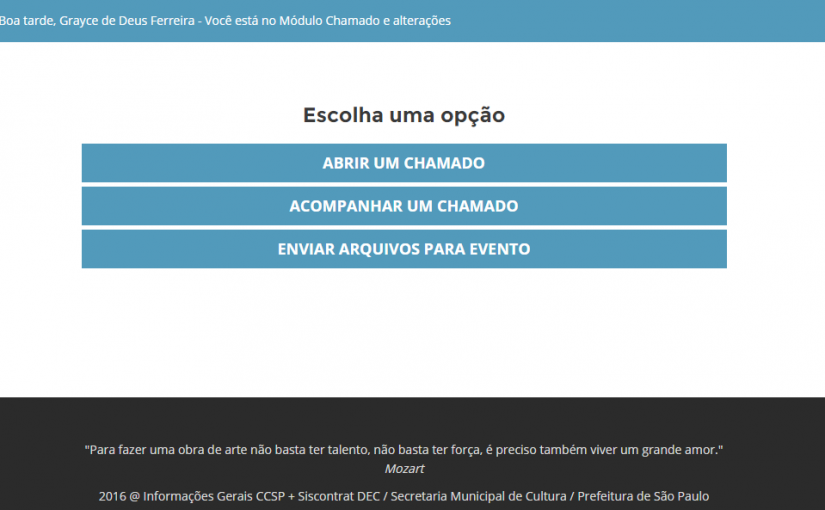 Boa tarde, Grayce de Deus Ferreira - Você está no Módulo Chamado e alterações
Escolha uma opção
ABRIR UM CHAMADO
ACOMPANHAR UM CHAMADO
ENVIAR ARQUIVOS PARA EVENTO
"Para fazer uma obra de arte não basta ter talento, não basta ter força, é preciso também viver um grande amor."
Mozart
2016 @ Informações Gerais CCSP + Siscontrat DEC / Secretaria Municipal de Cultura / Prefeitura de São Paulo